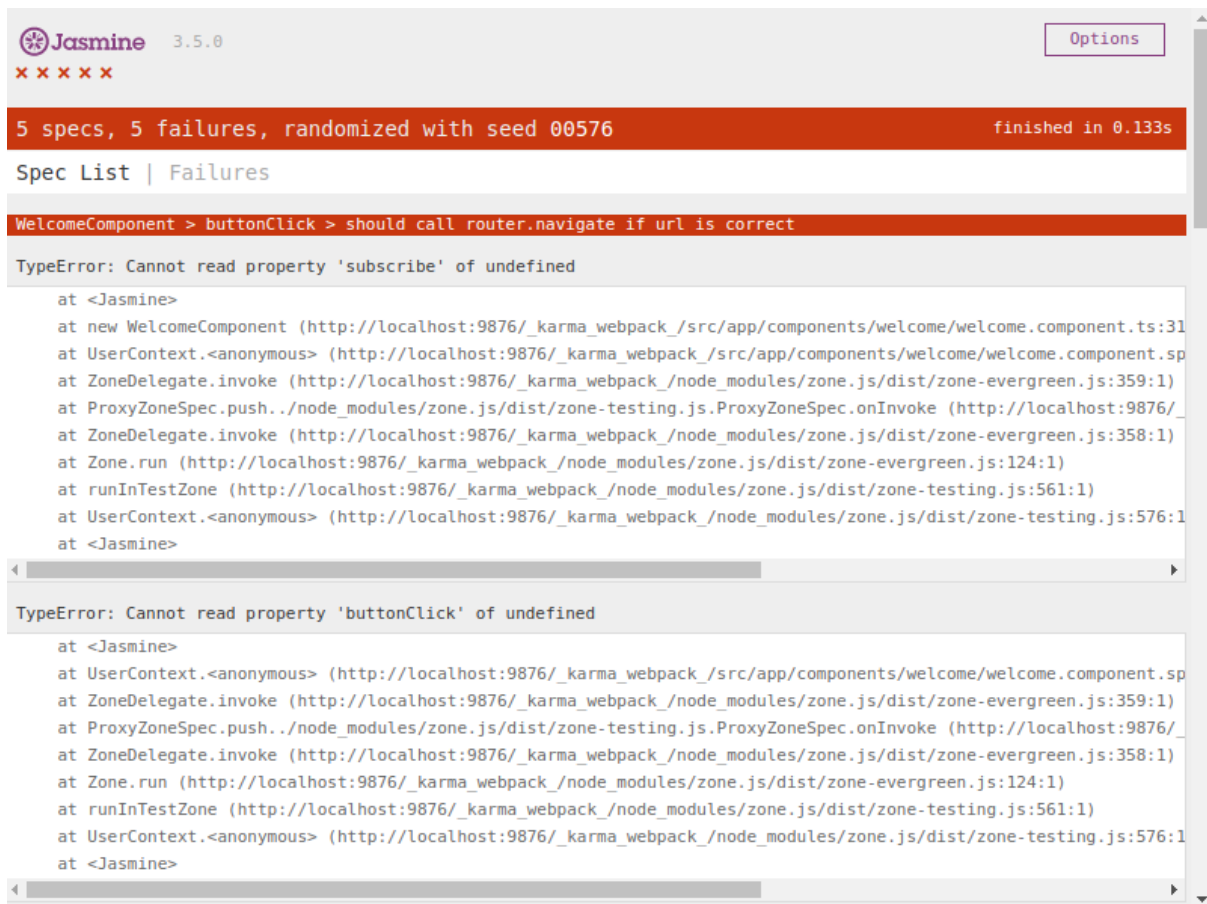 Jasmine 3.5.0 Options
× × × × ×
5 specs, 5 failures, randomized with seed 00576 finished in 0.133s
Spec List | Failures
WelcomeComponent > buttonClick > should call router.navigate if url is correct
TypeError: Cannot read property 'subscribe' of undefined
at <Jasmine>
at new WelcomeComponent (http://localhost:9876/_karma_webpack_/src/app/components/welcome/welcome.component.ts:31
at UserContext.<anonymous> (http://localhost:9876/_karma_webpack_/src/app/components/welcome/welcome.component.sp
at ZoneDelegate.invoke (http://localhost:9876/_karma_webpack_/node_modules/zone.js/dist/zone-evergreen.js:359:1)
at ProxyZoneSpec.push../node_modules/zone.js/dist/zone-testing.js.ProxyZoneSpec.onInvoke (http://localhost:9876/_
at ZoneDelegate.invoke (http://localhost:9876/_karma_webpack_/node_modules/zone.js/dist/zone-evergreen.js:358:1)
at Zone.run (http://localhost:9876/_karma_webpack_/node_modules/zone.js/dist/zone-evergreen.js:124:1)
at runInTestZone (http://localhost:9876/_karma_webpack_/node_modules/zone.js/dist/zone-testing.js:561:1)
at UserContext.<anonymous> (http://localhost:9876/_karma_webpack_/node_modules/zone.js/dist/zone-testing.js:576:1
at <Jasmine>
TypeError: Cannot read property 'buttonClick' of undefined
at <Jasmine>
at UserContext.<anonymous> (http://localhost:9876/_karma_webpack_/src/app/components/welcome/welcome.component.sp
at ZoneDelegate.invoke (http://localhost:9876/_karma_webpack_/node_modules/zone.js/dist/zone-evergreen.js:359:1)
at ProxyZoneSpec.push../node_modules/zone.js/dist/zone-testing.js.ProxyZoneSpec.onInvoke (http://localhost:9876/_
at ZoneDelegate.invoke (http://localhost:9876/_karma_webpack_/node_modules/zone.js/dist/zone-evergreen.js:358:1)
at Zone.run (http://localhost:9876/_karma_webpack_/node_modules/zone.js/dist/zone-evergreen.js:124:1)
at runInTestZone (http://localhost:9876/_karma_webpack_/node_modules/zone.js/dist/zone-testing.js:561:1)
at UserContext.<anonymous> (http://localhost:9876/_karma_webpack_/node_modules/zone.js/dist/zone-testing.js:576:1
at <Jasmine>